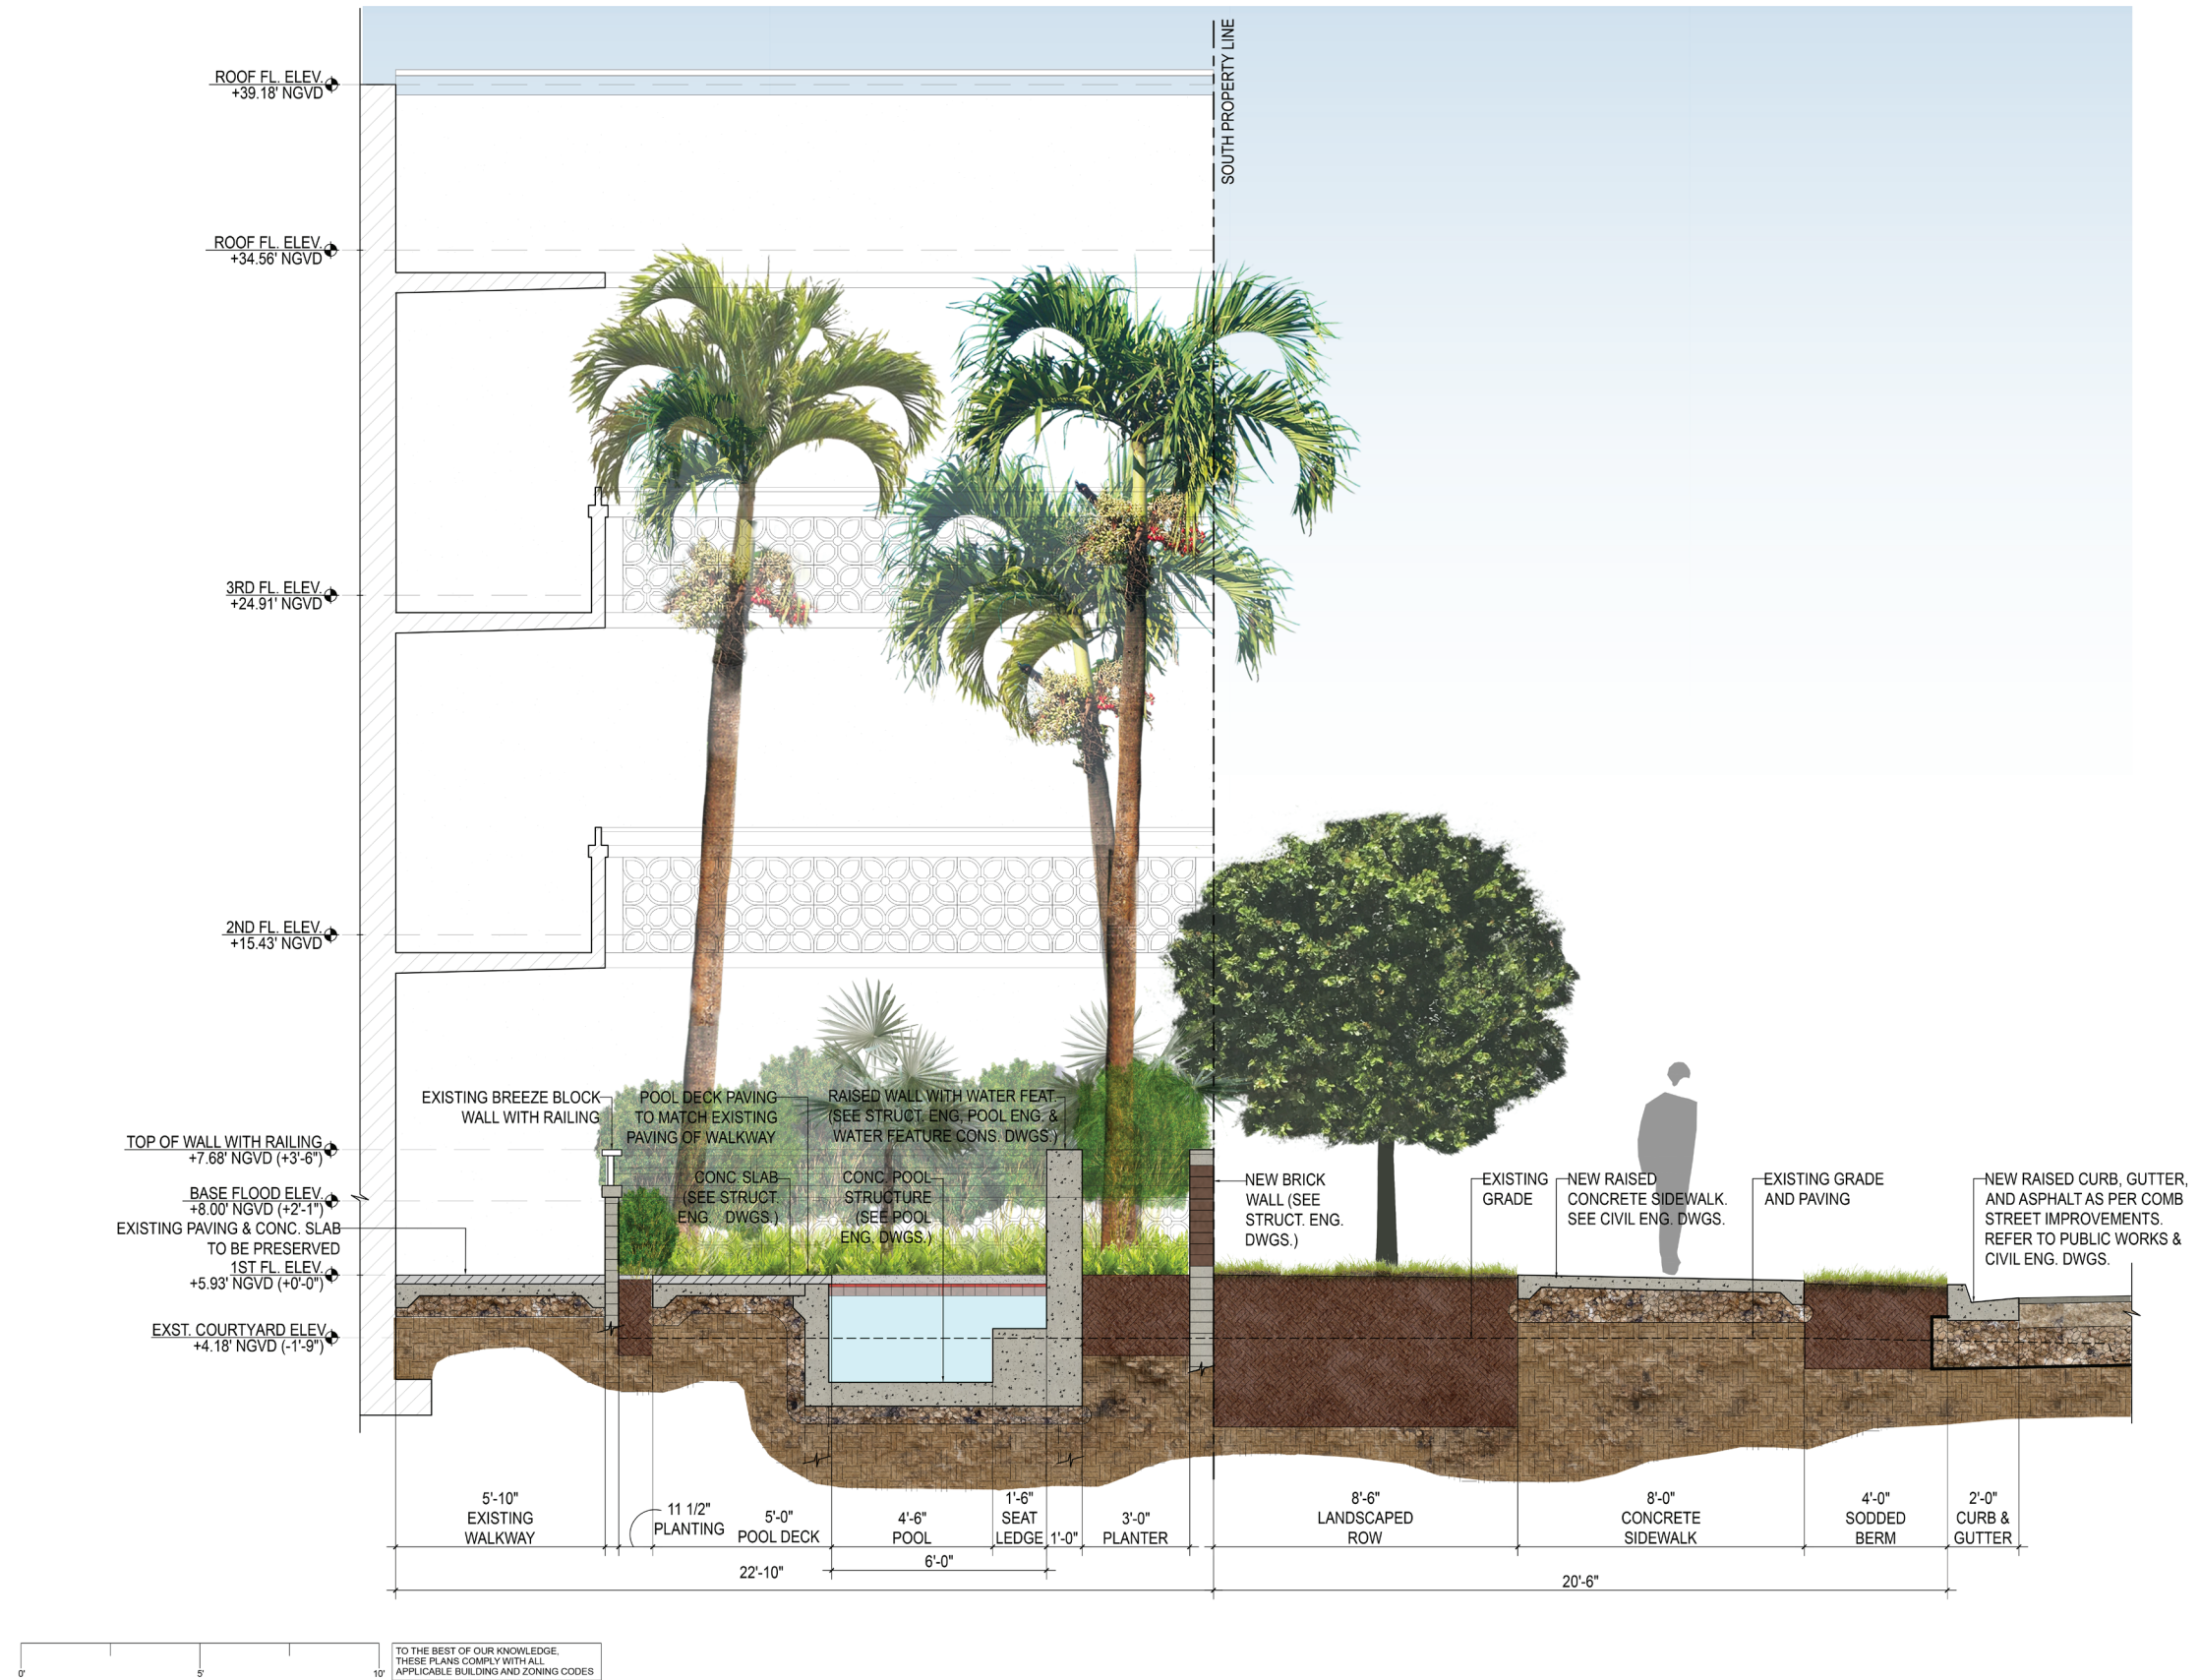 SOUTH PROPERTY LINE
ROOF FL. ELEV.
+39.18' NGVD
ROOF FL. ELEV.
+34.56' NGVD
3RD FL. ELEV.
+24.91' NGVD
2ND FL. ELEV.
+15.43' NGVD
TOP OF WALL WITH RAILING
+7.68' NGVD (+3'-6")
BASE FLOOD ELEV.
+8.00' NGVD (+2'-1")
EXISTING PAVING & CONC. SLAB
TO BE PRESERVED
1ST FL. ELEV.
+5.93' NGVD (+0'-0")
EXST. COURTYARD ELEV.
+4.18' NGVD (-1'-9")
EXISTING BREEZE BLOCK
WALL WITH RAILING
POOL DECK PAVING
TO MATCH EXISTING
PAVING OF WALKWAY
RAISED WALL WITH WATER FEAT.
(SEE STRUCT. ENG, POOL ENG. &
WATER FEATURE CONS. DWGS.)
CONC SLAB
(SEE STRUCT.
ENG. DWGS.)
CONC. POOL
STRUCTURE
(SEE POOL
ENG. DWGS.)
NEW BRICK
WALL (SEE
STRUCT. ENG.
DWGS.)
EXISTING
GRADE
NEW RAISED
CONCRETE SIDEWALK.
SEE CIVIL ENG. DWGS.
EXISTING GRADE
AND PAVING
NEW RAISED CURB, GUTTER,
AND ASPHALT AS PER COMB
STREET IMPROVEMENTS.
REFER TO PUBLIC WORKS &
CIVIL ENG. DWGS.
5'-10"
EXISTING
WALKWAY
11 1/2"
PLANTING
5'-0"
POOL DECK
4'-6"
POOL
1'-6"
SEAT
LEDGE
1'-0"
3'-0"
PLANTER
8'-6"
LANDSCAPED
ROW
8'-0"
CONCRETE
SIDEWALK
4'-0"
SODDED
BERM
2'-0"
CURB &
GUTTER
6'-0"
22'-10"
20'-6"
0'
5'
10'
TO THE BEST OF OUR KNOWLEDGE,
THESE PLANS COMPLY WITH ALL
APPLICABLE BUILDING AND ZONING CODES